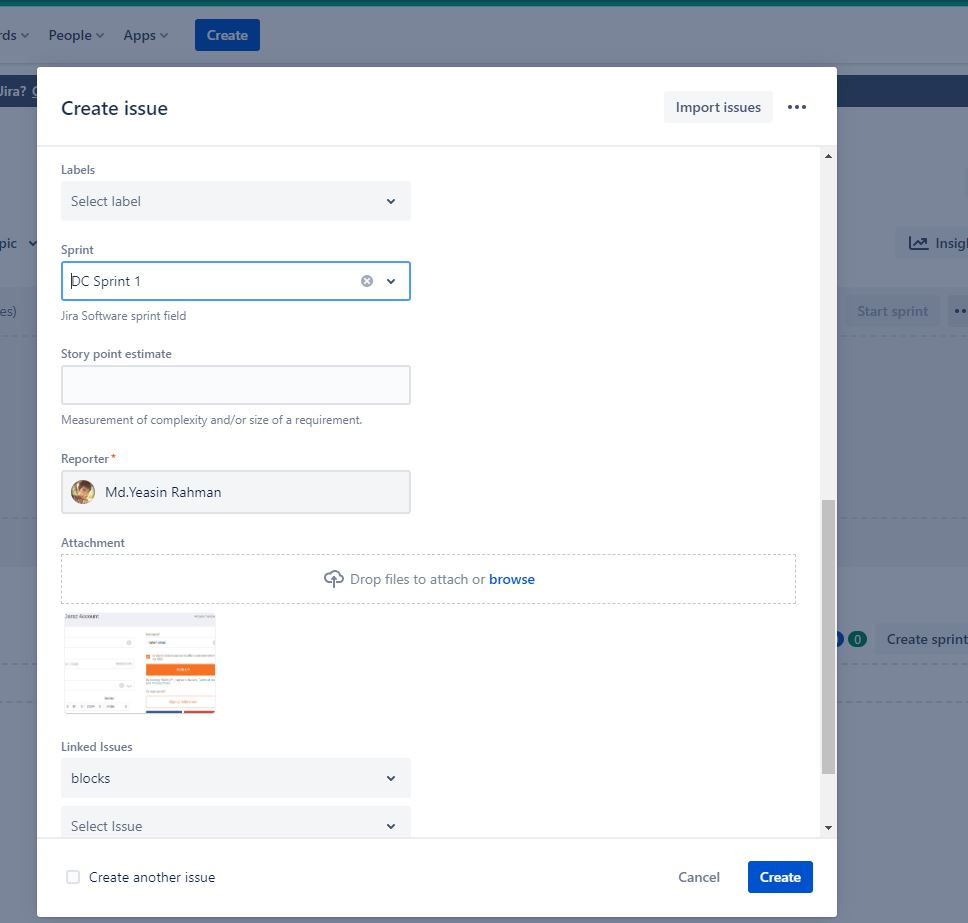 rds People Apps Create
Jira?
Create issue Import issues
Labels
Select label
pic Insigh
Sprint
DC Sprint 1
es) Start sprint
Jira Software sprint field
Story point estimate
Measurement of complexity and/or size of a requirement.
Reporter*
Md.Yeasin Rahman
Attachment
Drop files to attach or browse
Account
0 Create sprint
Linked Issues
blocks
Select Issue
Create another issue Cancel Create